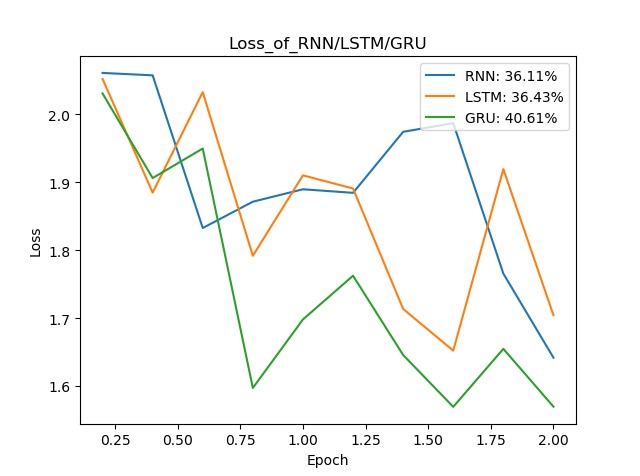 Loss_of_RNN/LSTM/GRU
RNN: 36.11%
LSTM: 36.43%
GRU: 40.61%
Loss
2.0
1.9
1.8
1.7
1.6
0.25 0.50 0.75 1.00 1.25 1.50 1.75 2.00
Epoch